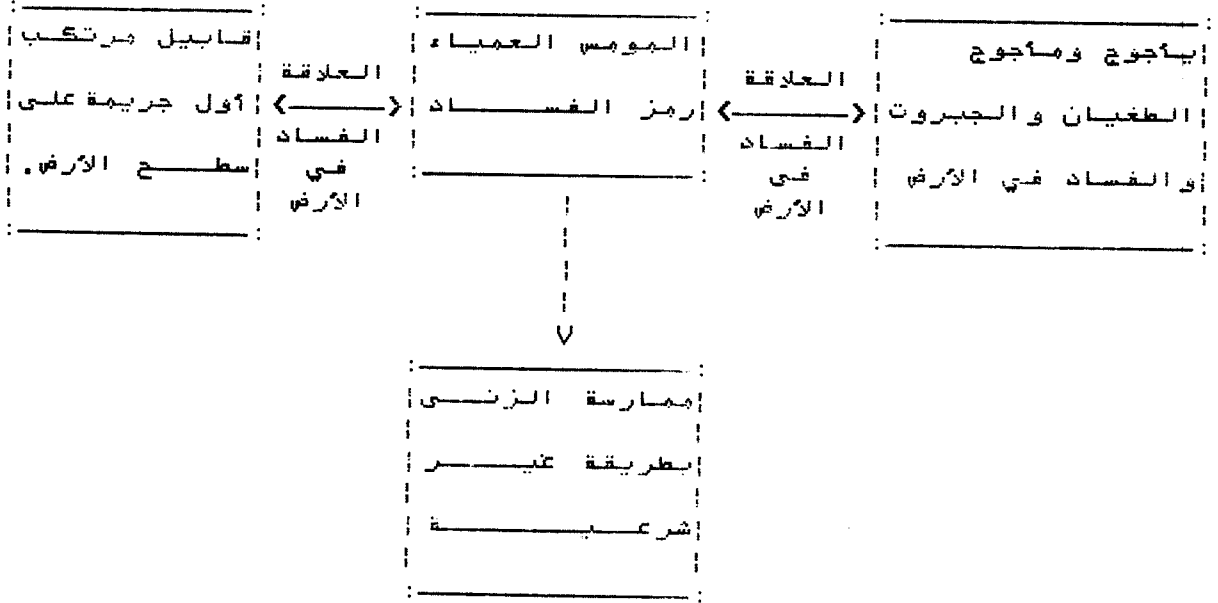 يأجوج ومأجوج
الطغيان والجبروت
والفساد في الأرض
العلاقة
الفساد
في
الأرض
المومس العمياء
رمز الفساد
العلاقة
الفساد
في
الأرض
قابيل مرتكب
أول جريمة على
سطح الأرض.
ممارسة الزنى
بطريقة غير
شرعية